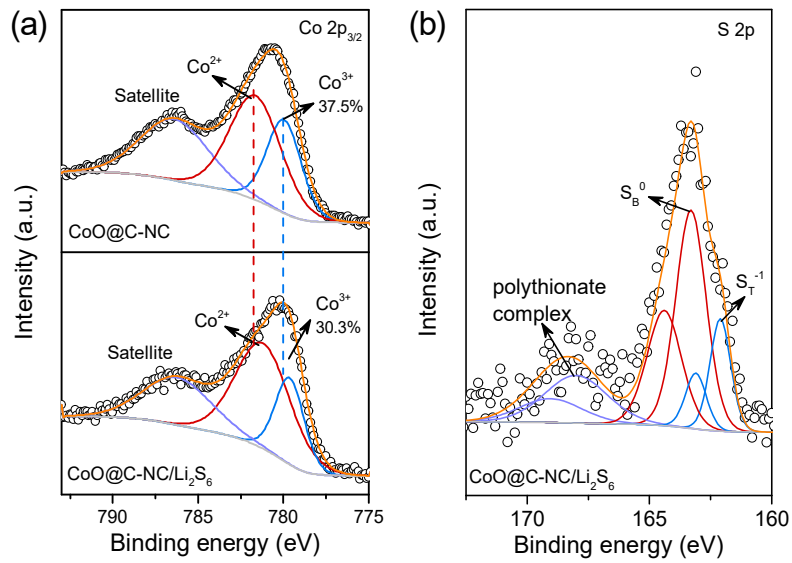 (a)
Co 2p3/2
Co2+
Co3+
37.5%
Satellite
CoO@C-NC
Co2+
Co3+
30.3%
Satellite
CoO@C-NC/Li2S6
Intensity (a.u.)
790 785 780 775
Binding energy (eV)
(b)
S 2p
SB0
ST-1
polythionate
complex
CoO@C-NC/Li2S6
Intensity (a.u.)
170 165 160
Binding energy (eV)